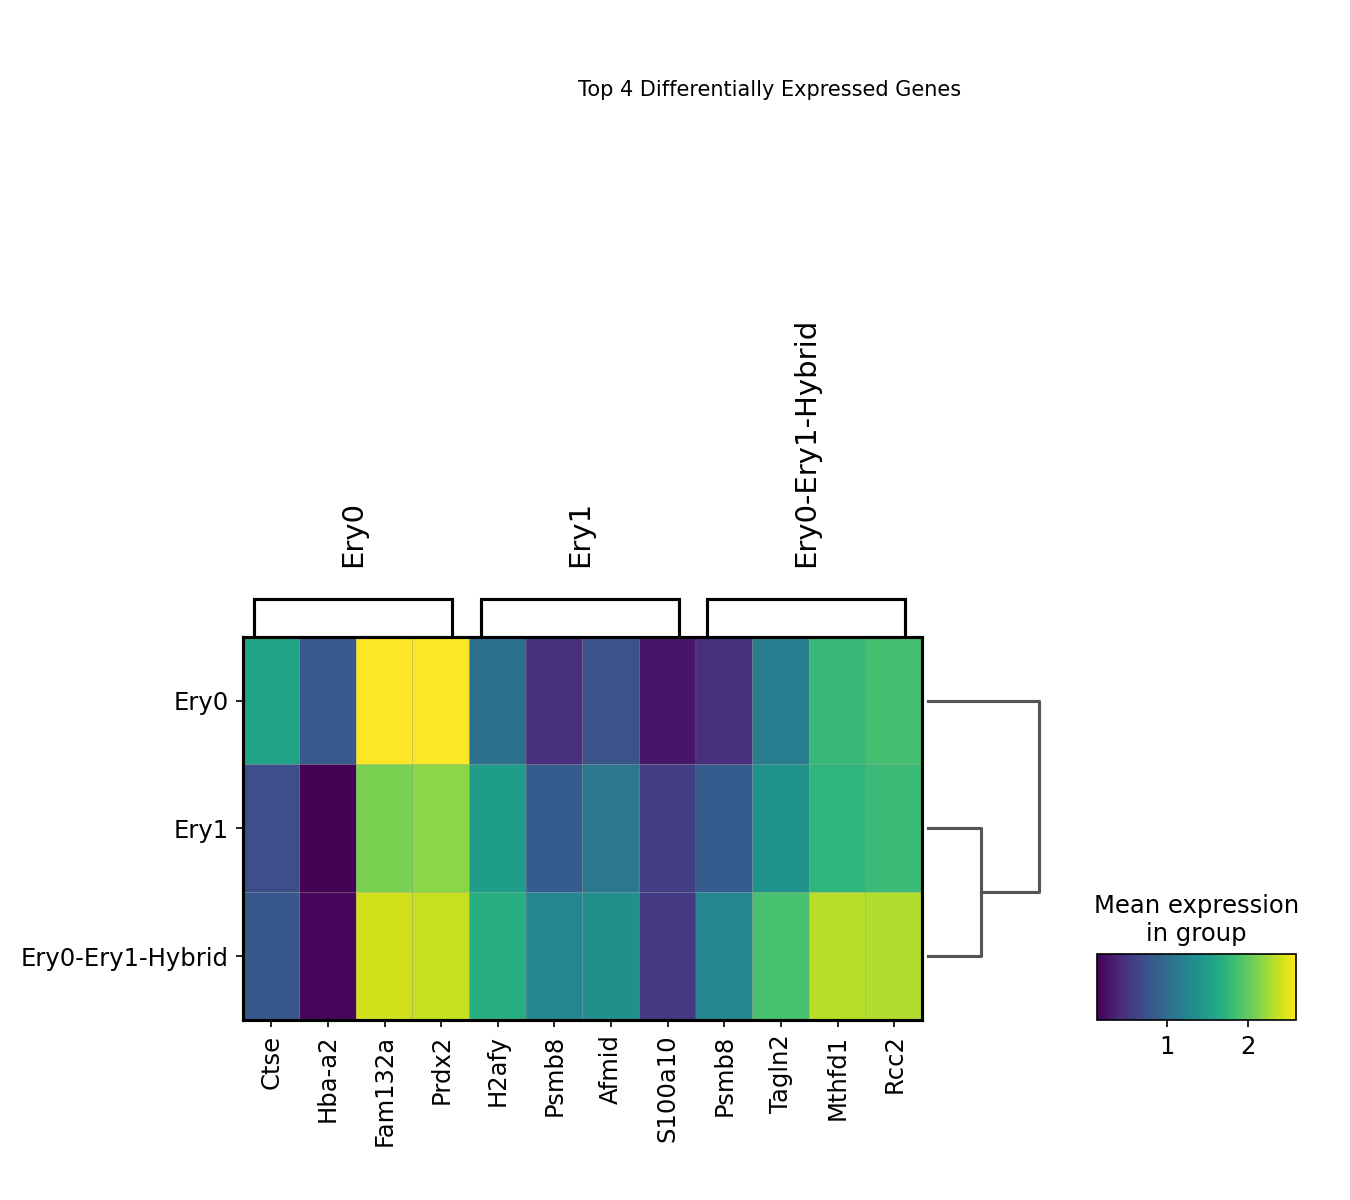 Top 4 Differentially Expressed Genes
Ery0
Ery1
Ery0-Ery1-Hybrid
Ery0
Ery1
Ery0-Ery1-Hybrid
Ctse
Hba-a2
Fam132a
Prdx2
H2afy
Psmb8
Afmid
S100a10
Psmb8
Tagln2
Mthfd1
Rcc2
Mean expression
in group
1 2